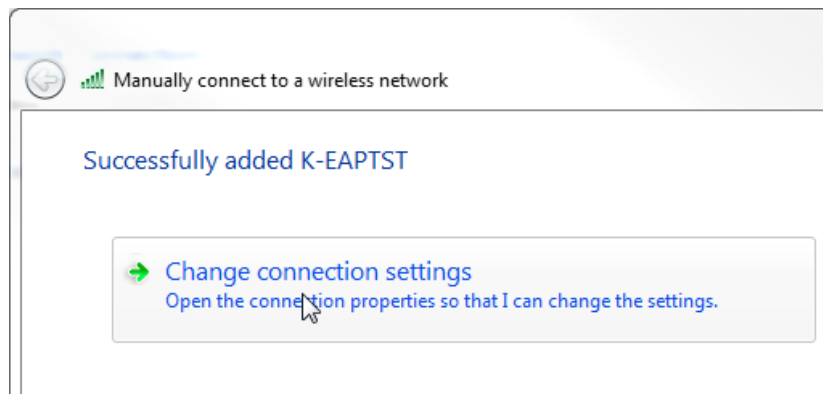 Manually connect to a wireless network
Successfully added K-EAPTST
Change connection settings
Open the connection properties so that I can change the settings.